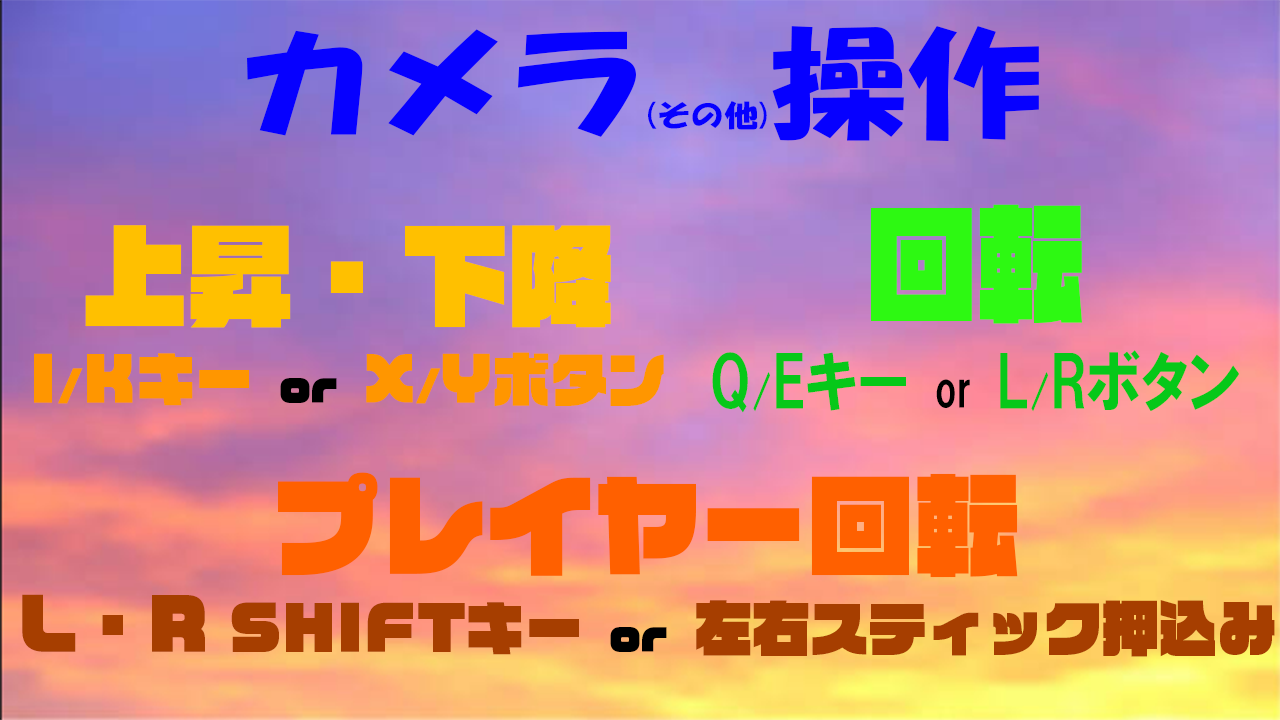 カメラ(その他)操作
上昇・下降
I/Kキー or X/Yボタン
回転
Q/Eキー or L/Rボタン
プレイヤー回転
L・R SHIFTキー or 左右スティック押込み